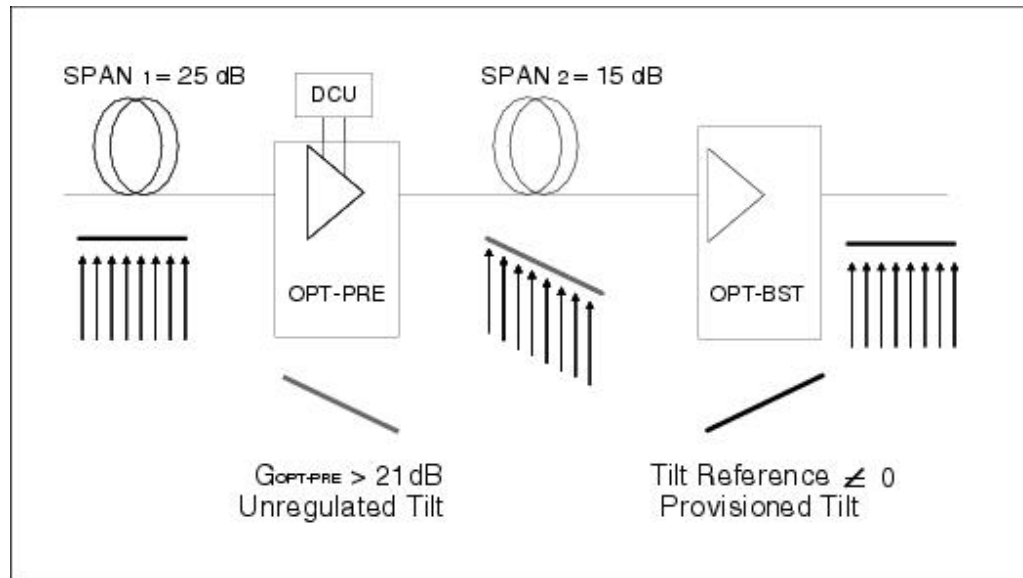 SPAN 1 = 25 dB
DCU
SPAN 2 = 15 dB
OPT-PRE
OPT-BST
GOPT-PRE > 21 dB
Unregulated Tilt
Tilt Reference ≠ 0
Provisioned Tilt